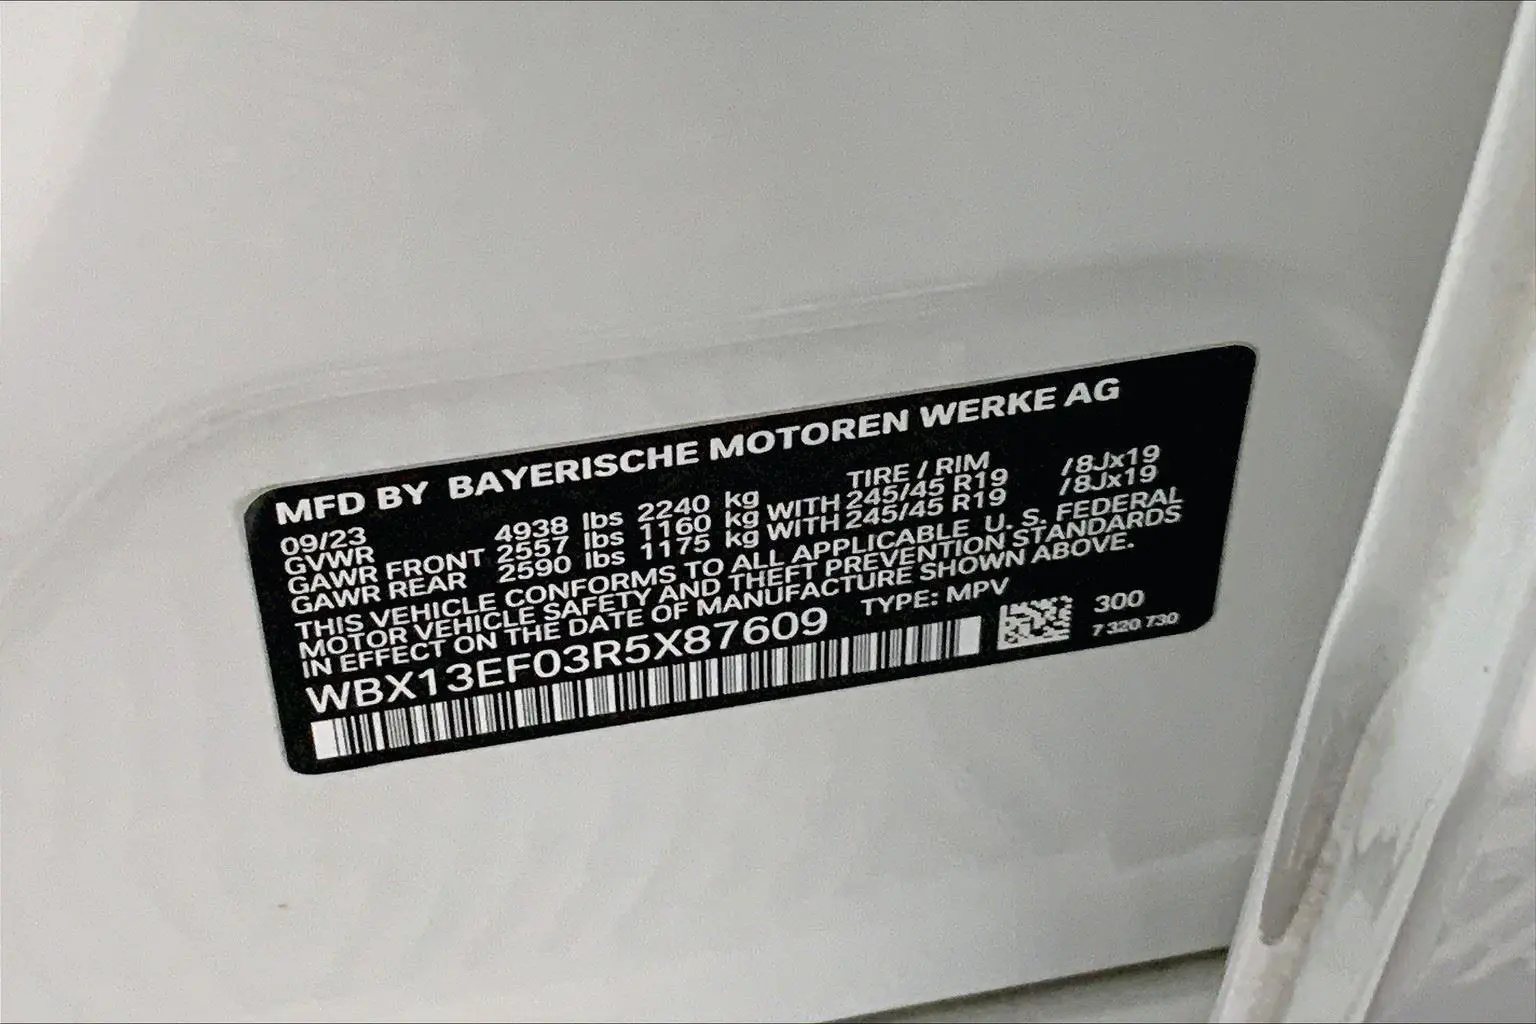 MFD BY BAYERISCHE MOTOREN WERKE AG
09/23 TIRE / RIM
GVWR 4938 lbs 2240 kg
GAWR FRONT 2557 lbs 1160 kg WITH 245/45 R19 /8Jx19
GAWR REAR 2590 lbs 1175 kg WITH 245/45 R19 /8Jx19
THIS VEHICLE CONFORMS TO ALL APPLICABLE U. S. FEDERAL
MOTOR VEHICLE SAFETY AND THEFT PREVENTION STANDARDS
IN EFFECT ON THE DATE OF MANUFACTURE SHOWN ABOVE.
WBX13EF03R5X87609 TYPE: MPV
300
7 320 730